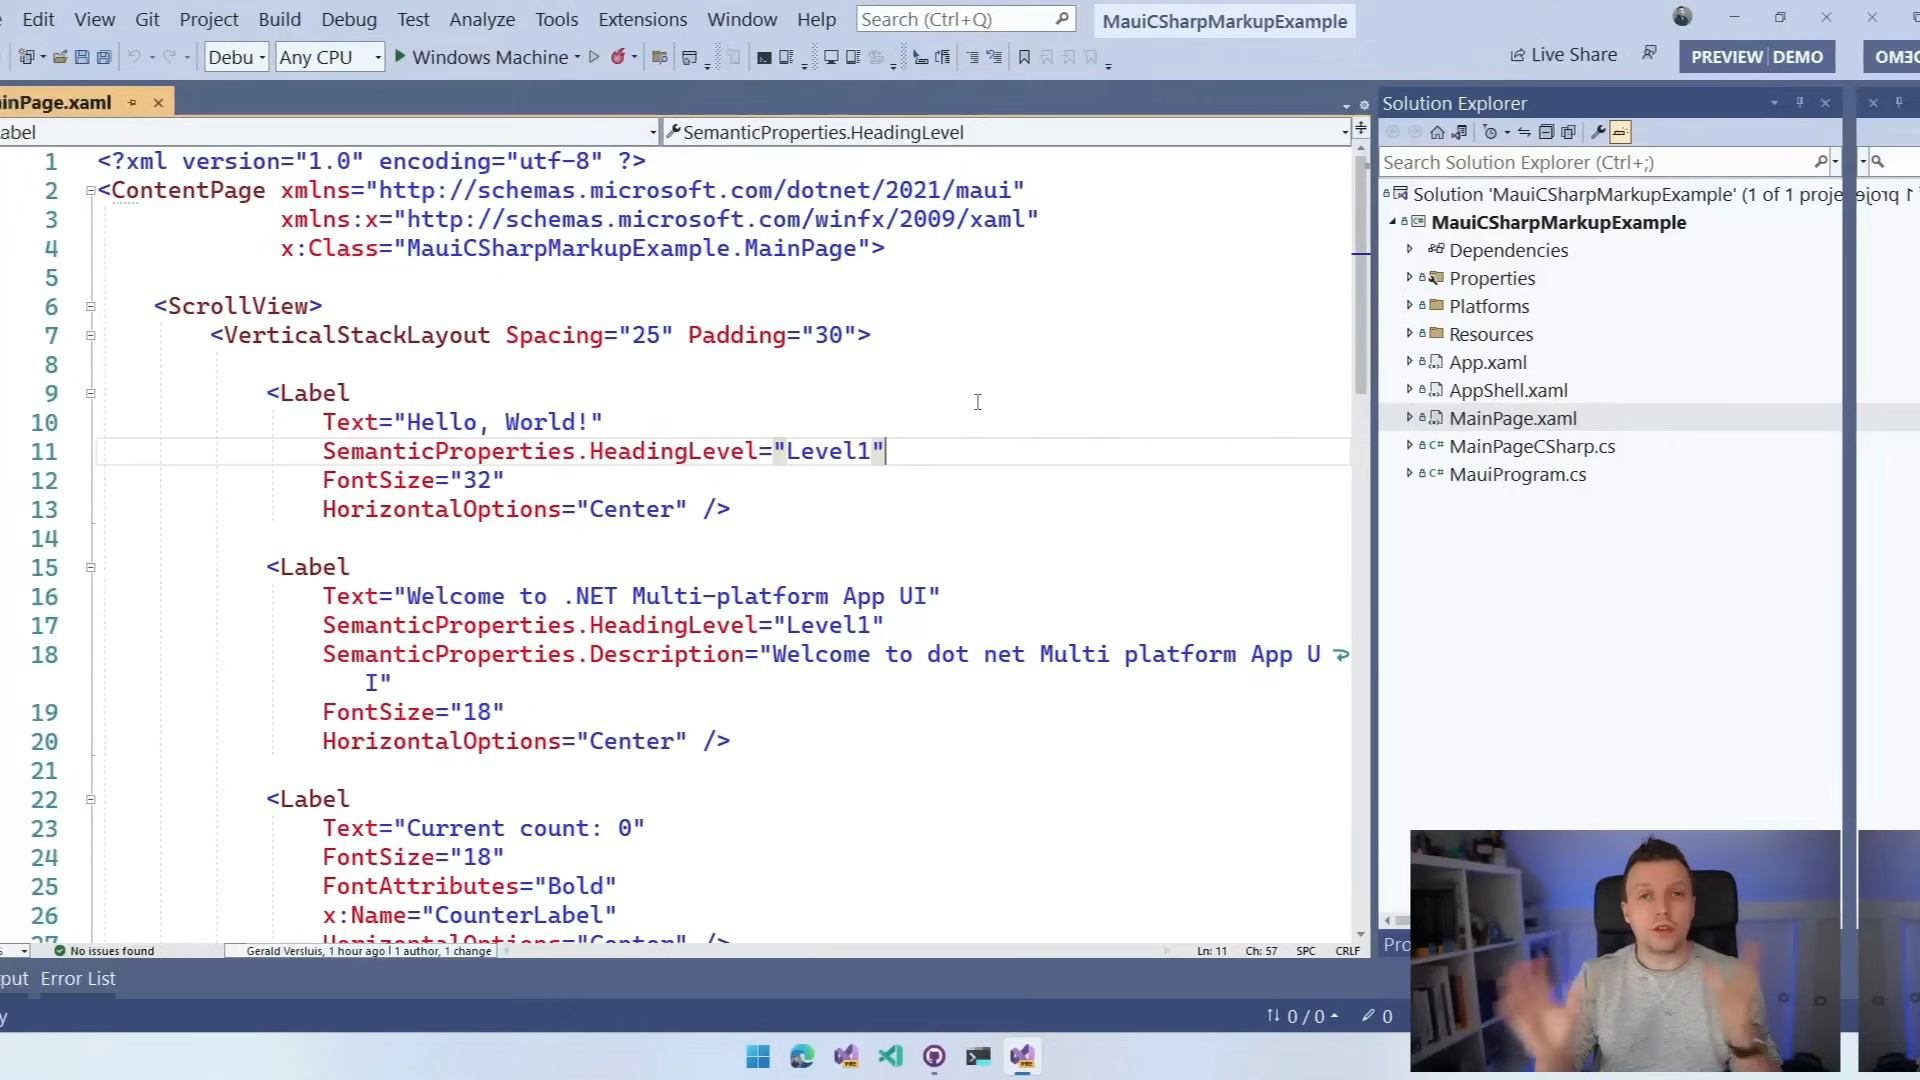 Edit View Git Project Build Debug Test Analyze Tools Extensions Window Help Search (Ctrl+Q) MauiCSharpMarkupExample
Debu Any CPU Windows Machine Live Share PREVIEW DEMO
inPage.xaml Solution Explorer
abel SemanticProperties.HeadingLevel
Search Solution Explorer (Ctrl+;)
1 <?xml version="1.0" encoding="utf-8" ?>
2 <ContentPage xmlns="http://schemas.microsoft.com/dotnet/2021/maui"
3 xmlns:x="http://schemas.microsoft.com/winfx/2009/xaml"
4 x:Class="MauiCSharpMarkupExample.MainPage">
5
6 <ScrollView>
7 <VerticalStackLayout Spacing="25" Padding="30">
8
9 <Label
10 Text="Hello, World!"
11 SemanticProperties.HeadingLevel="Level1"
12 FontSize="32"
13 HorizontalOptions="Center" />
14
15 <Label
16 Text="Welcome to .NET Multi-platform App UI"
17 SemanticProperties.HeadingLevel="Level1"
18 SemanticProperties.Description="Welcome to dot net Multi platform App U
I"
19 FontSize="18"
20 HorizontalOptions="Center" />
21
22 <Label
23 Text="Current count: 0"
24 FontSize="18"
25 FontAttributes="Bold"
26 x:Name="CounterLabel"
27 HorizontalOptions="Center" />
Solution 'MauiCSharpMarkupExample' (1 of 1 proje
MauiCSharpMarkupExample
Dependencies
Properties
Platforms
Resources
App.xaml
AppShell.xaml
MainPage.xaml
MainPageCSharp.cs
MauiProgram.cs
No issues found Gerald Versluis, 1 hour ago | 1 author, 1 change Ln: 11 Ch: 57 SPC CRLF
Pro
put Error List
y 0 / 0 0